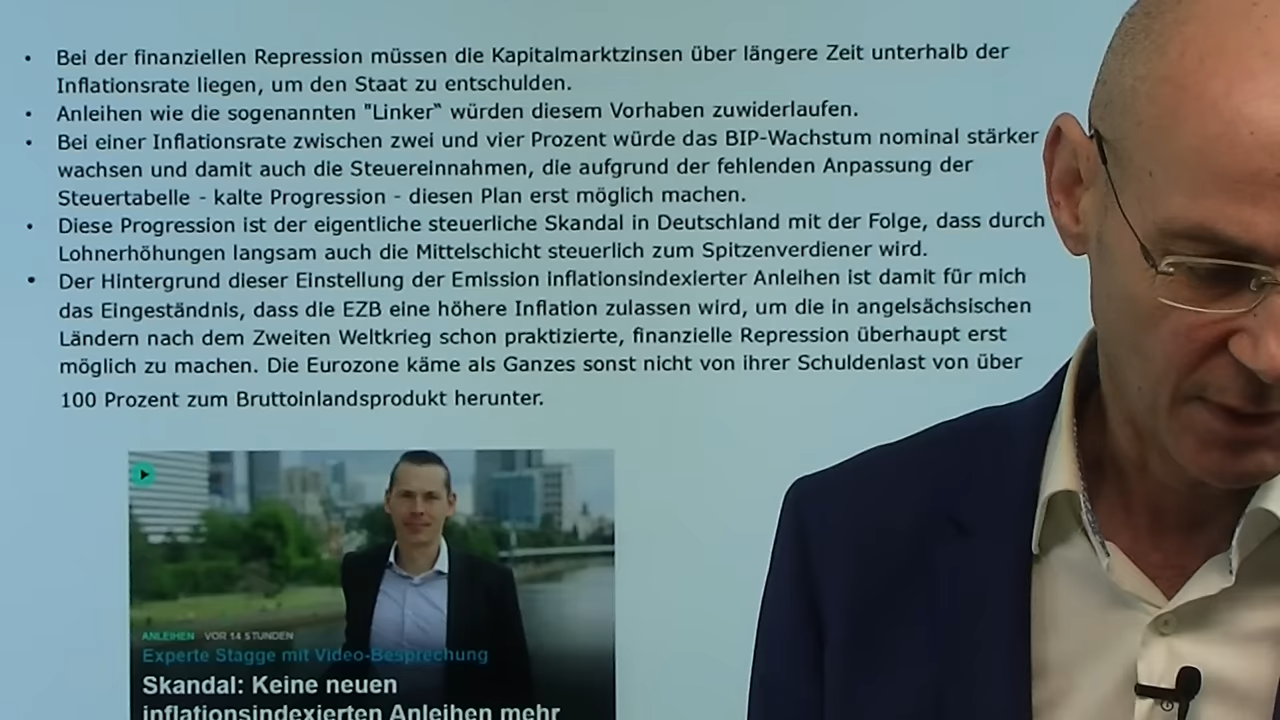 • Bei der finanziellen Repression müssen die Kapitalmarktzinsen über längere Zeit unterhalb der
Inflationsrate liegen, um den Staat zu entschulden.
• Anleihen wie die sogenannten "Linker“ würden diesem Vorhaben zuwiderlaufen.
• Bei einer Inflationsrate zwischen zwei und vier Prozent würde das BIP-Wachstum nominal stärker
wachsen und damit auch die Steuereinnahmen, die aufgrund der fehlenden Anpassung der
Steuertabelle - kalte Progression - diesen Plan erst möglich machen.
• Diese Progression ist der eigentliche steuerliche Skandal in Deutschland mit der Folge, dass durch
Lohnerhöhungen langsam auch die Mittelschicht steuerlich zum Spitzenverdiener wird.
• Der Hintergrund dieser Einstellung der Emission inflationsindexierter Anleihen ist damit für mich
das Eingeständnis, dass die EZB eine höhere Inflation zulassen wird, um die in angelsächsischen
Ländern nach dem Zweiten Weltkrieg schon praktizierte, finanzielle Repression überhaupt erst
möglich zu machen. Die Eurozone käme als Ganzes sonst nicht von ihrer Schuldenlast von über
100 Prozent zum Bruttoinlandsprodukt herunter.
ANLEIHEN VOR 14 STUNDEN
Experte Stagge mit Video-Besprechung
Skandal: Keine neuen
inflationsindexierten Anleihen mehr